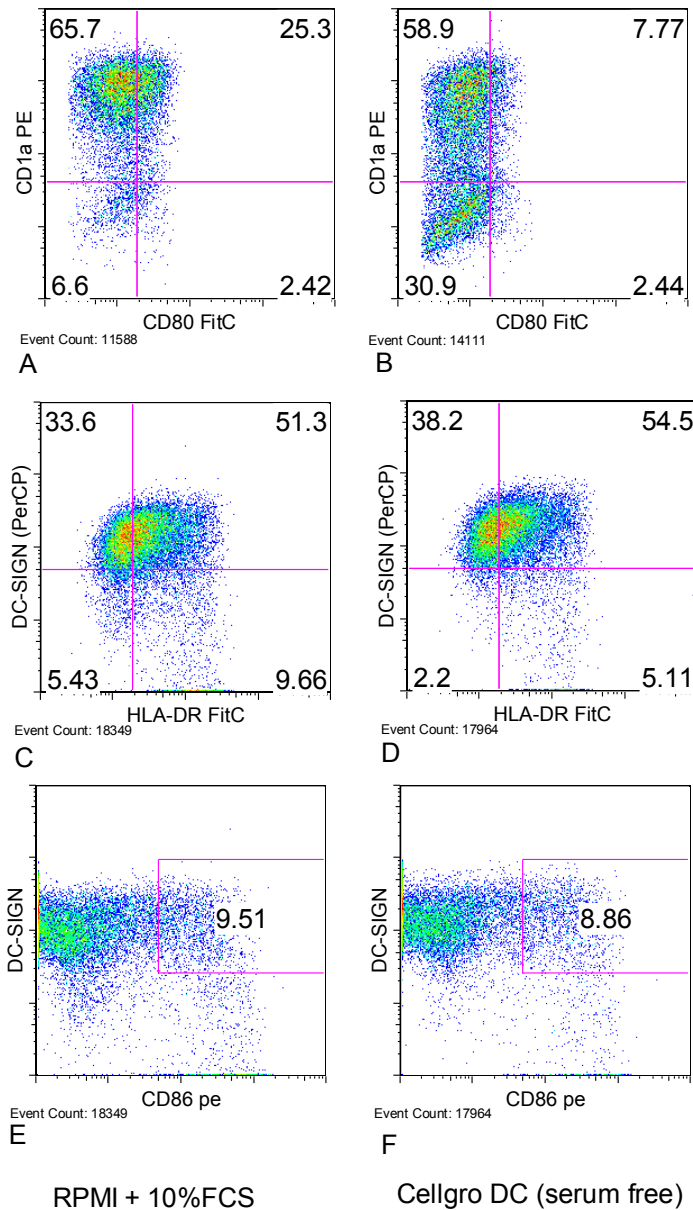 65.7 25.3 58.9 7.77
CD1a PE CD1a PE
6.6 2.42 30.9 2.44
CD80 FitC CD80 FitC
Event Count: 11588 Event Count: 14111
A B
33.6 51.3 38.2 54.5
DC-SIGN (PerCP) DC-SIGN (PerCP)
5.43 9.66 2.2 5.11
HLA-DR FitC HLA-DR FitC
Event Count: 18349 Event Count: 17964
C D
DC-SIGN 9.51 DC-SIGN 8.86
CD86 pe CD86 pe
Event Count: 18349 Event Count: 17964
E F
RPMI + 10%FCS Cellgro DC (serum free)